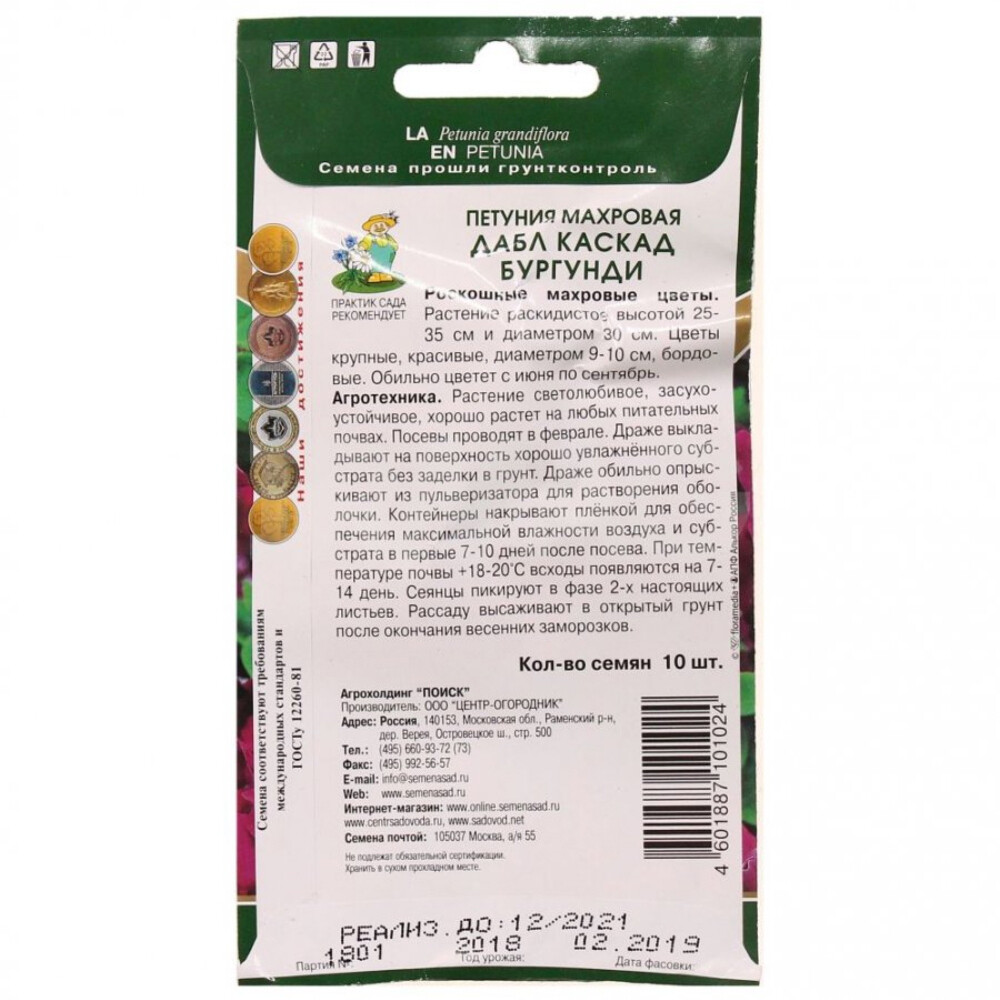 LA Petunia grandiflora
EN PETUNIA
Семена прошли грунтконтроль
ПЕТУНИЯ МАХРОВАЯ
ДАБЛ КАСКАД
БУРГУНДИ
ПРАКТИК САДА
РЕКОМЕНДУЕТ
Роскошные махровые цветы.
Растение раскидистое высотой 25-
35 см и диаметром 30 см. Цветы
крупные, красивые, диаметром 9-10 см, бордо-
вые. Обильно цветет с июня по сентябрь.
Агротехника. Растение светолюбивое, засухо-
устойчивое, хорошо растет на любых питательных
почвах. Посевы проводят в феврале. Драже выкла-
дывают на поверхность хорошо увлажнённого суб-
страта без заделки в грунт. Драже обильно опрыс-
кивают из пульверизатора для растворения обо-
лочки. Контейнеры накрывают плёнкой для обес-
печения максимальной влажности воздуха и суб-
страта в первые 7-10 дней после посева. При тем-
пературе почвы +18-20°С всходы появляются на 7-
14 день. Сеянцы пикируют в фазе 2-х настоящих
листьев. Рассаду высаживают в открытый грунт
после окончания весенних заморозков.
Кол-во семян 10 шт.
наши достижения
Семена соответствуют требованиям
международных стандартов и
ГОСТу 12260-81
Агрохолдинг "ПОИСК"
Производитель: ООО "ЦЕНТР-ОГОРОДНИК"
Адрес: Россия, 140153, Московская обл., Раменский р-н,
дер. Верея, Островецкое ш., стр. 500
Тел.: (495) 660-93-72 (73)
Факс: (495) 992-56-57
E-mail: info@semenasad.ru
Web: www.semenasad.ru
Интернет-магазин: www.online.semenasad.ru
www.centrsadovoda.ru, www.sadovod.net
Семена почтой: 105037 Москва, а/я 55
Не подлежат обязательной сертификации.
Хранить в сухом прохладном месте.
floramedia+ АПФ Алькор Россия
4 601887 101024
РЕАЛИЗ. ДО: 12/2021
1801 2018 02.2019
Партия №: Год урожая: Дата фасовки: